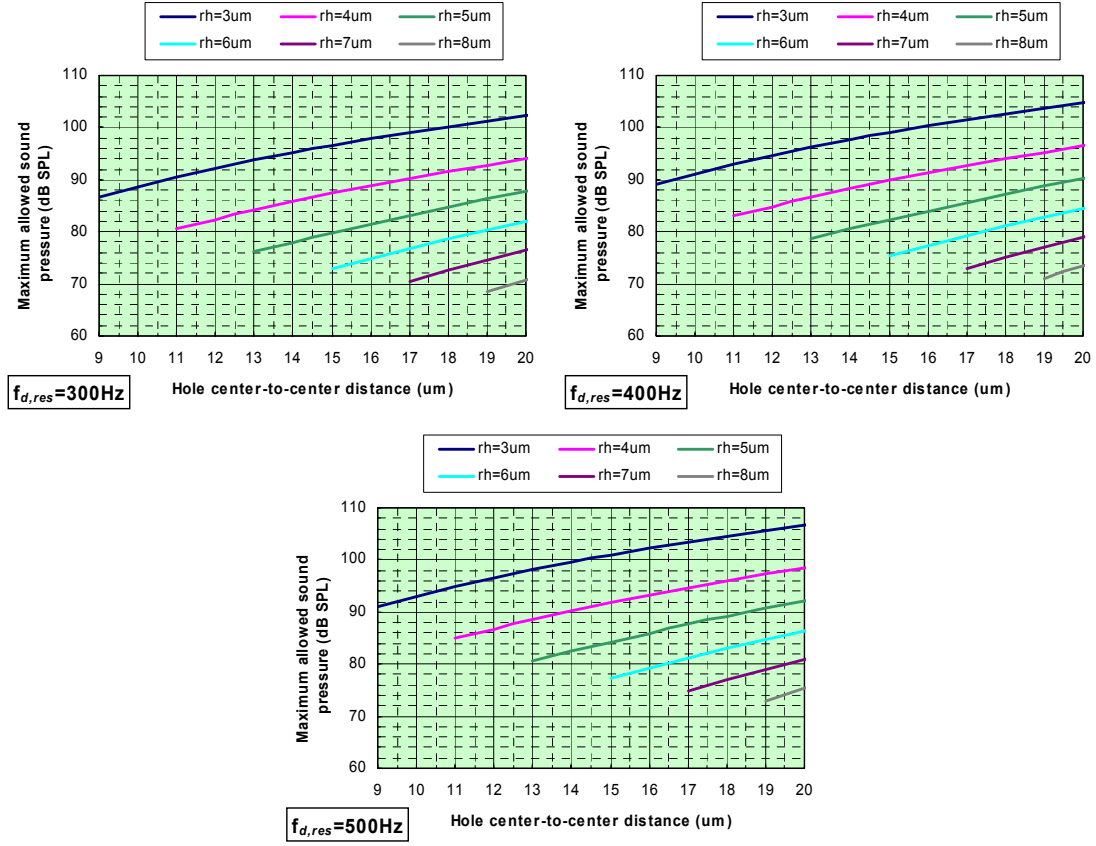 rh=3um rh=4um rh=5um
rh=6um rh=7um rh=8um
110
100
90
80
70
60
Maximum allowed sound
pressure (dB SPL)
9 10 11 12 13 14 15 16 17 18 19 20
Hole center-to-center distance (um)
fd,res=300Hz
rh=3um rh=4um rh=5um
rh=6um rh=7um rh=8um
110
100
90
80
70
60
Maximum allowed sound
pressure (dB SPL)
9 10 11 12 13 14 15 16 17 18 19 20
Hole center-to-center distance (um)
fd,res=400Hz
rh=3um rh=4um rh=5um
rh=6um rh=7um rh=8um
110
100
90
80
70
60
Maximum allowed sound
pressure (dB SPL)
9 10 11 12 13 14 15 16 17 18 19 20
Hole center-to-center distance (um)
fd,res=500Hz